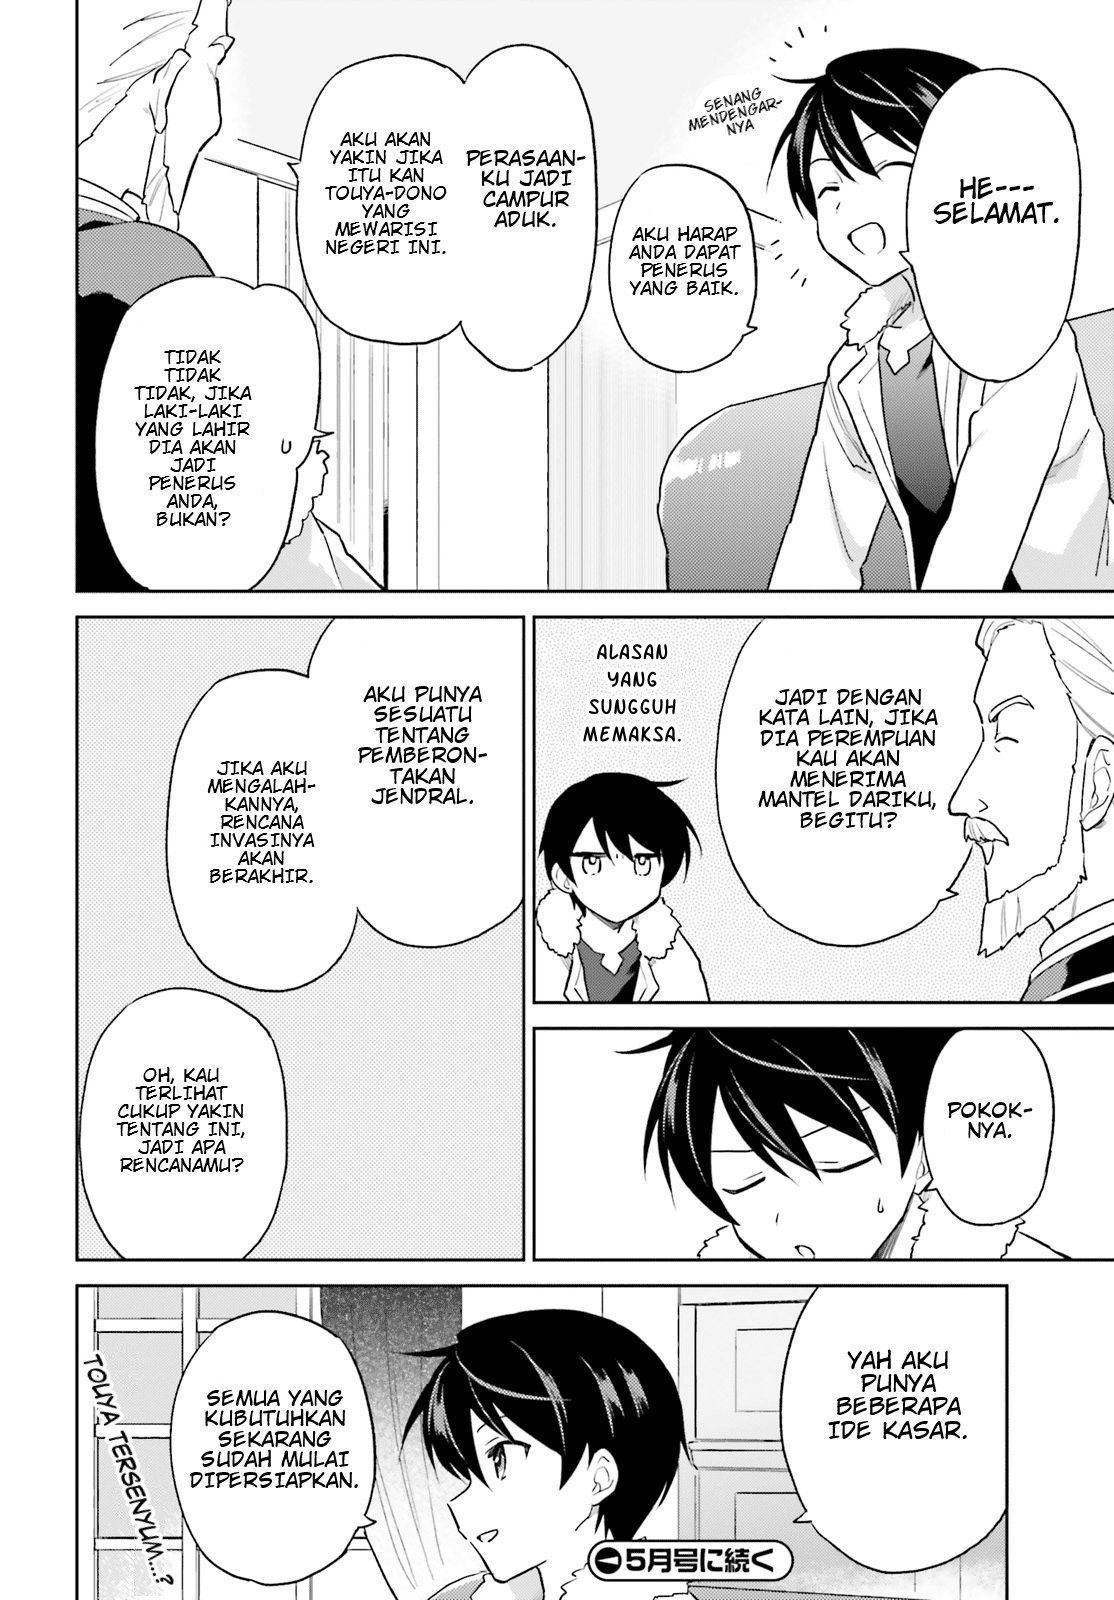 HE---
SELAMAT.
SENANG
MENDENGAR-
NYA
AKU HARAP
ANDA DAPAT
PENERUS
YANG BAIK.
PERASAAN-
KU JADI
CAMPUR
ADUK.
AKU AKAN
YAKIN JIKA
ITU KAN
TOUYA-DONO
YANG
MEWARISI
NEGERI INI.
TIDAK
TIDAK
TIDAK, JIKA
LAKI-LAKI
YANG LAHIR
DIA AKAN
JADI
PENERUS
ANDA,
BUKAN?
JADI DENGAN
KATA LAIN, JIKA
DIA PEREMPUAN
KAU AKAN
MENERIMA
MANTEL DARIKU,
BEGITU?
ALASAN
YANG
SUNGGUH
MEMAKSA.
POKOK-
NYA.
AKU PUNYA
SESUATU
TENTANG
PEMBERON-
TAKAN
JENDRAL.
JIKA AKU
MENGALAH-
KANNYA,
RENCANA
INVASINYA
AKAN
BERAKHIR.
OH, KAU
TERLIHAT
CUKUP YAKIN
TENTANG INI,
JADI APA
RENCANAMU?
YAH AKU
PUNYA
BEBERAPA
IDE KASAR.
SEMUA YANG
KUBUTUHKAN
SEKARANG
SUDAH MULAI
DIPERSIAPKAN.
TOUYA TERSENYUM...?
5月号に続く